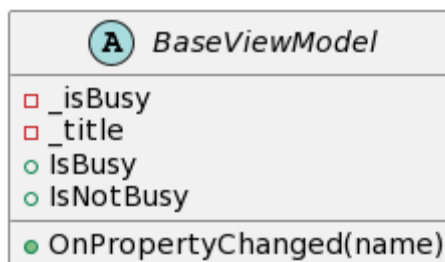 A BaseViewModel
_isBusy
_title
IsBusy
IsNotBusy
OnPropertyChanged(name)